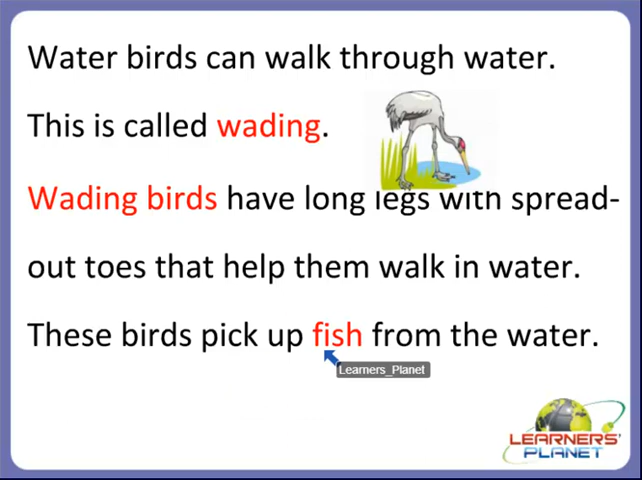 Water birds can walk through water.
This is called wading.
Wading birds have long legs with spread-
out toes that help them walk in water.
These birds pick up fish from the water.
Learners_Planet
LEARNERS'
PLANET